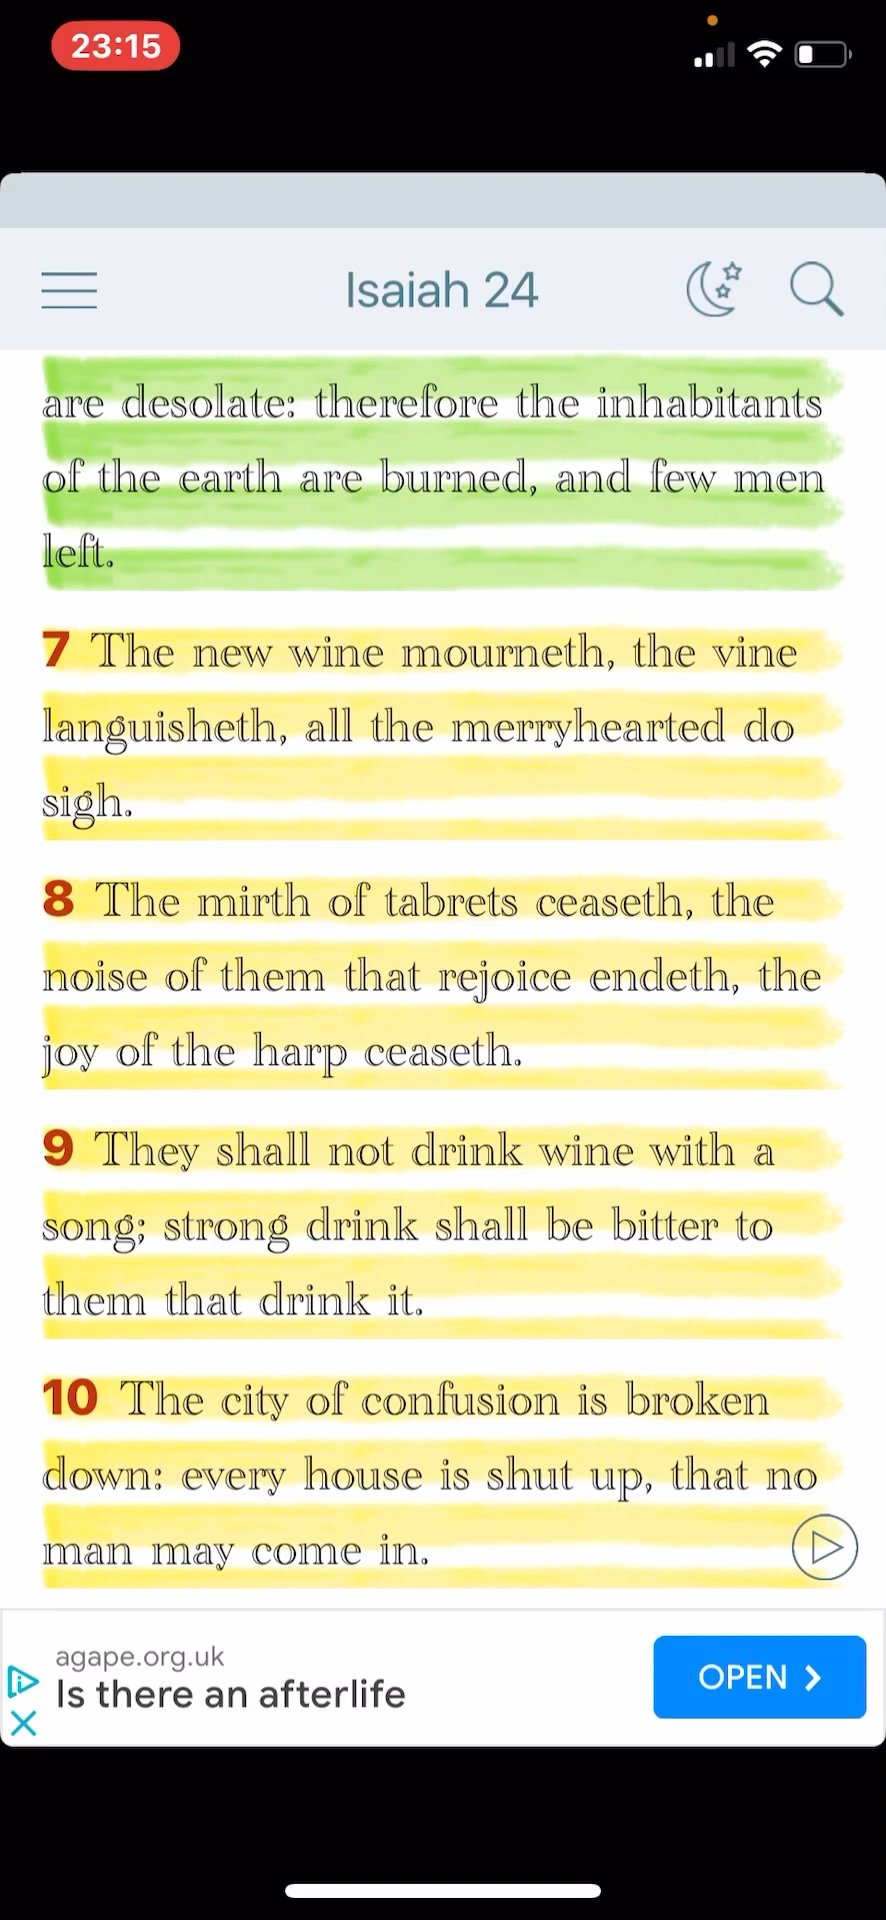 23:15
Isaiah 24
are desolate: therefore the inhabitants
of the earth are burned, and few men
left.
7 The new wine mourneth, the vine
languisheth, all the merryhearted do
sigh.
8 The mirth of tabrets ceaseth, the
noise of them that rejoice endeth, the
joy of the harp ceaseth.
9 They shall not drink wine with a
song; strong drink shall be bitter to
them that drink it.
10 The city of confusion is broken
down: every house is shut up, that no
man may come in.
agape.org.uk
Is there an afterlife
OPEN